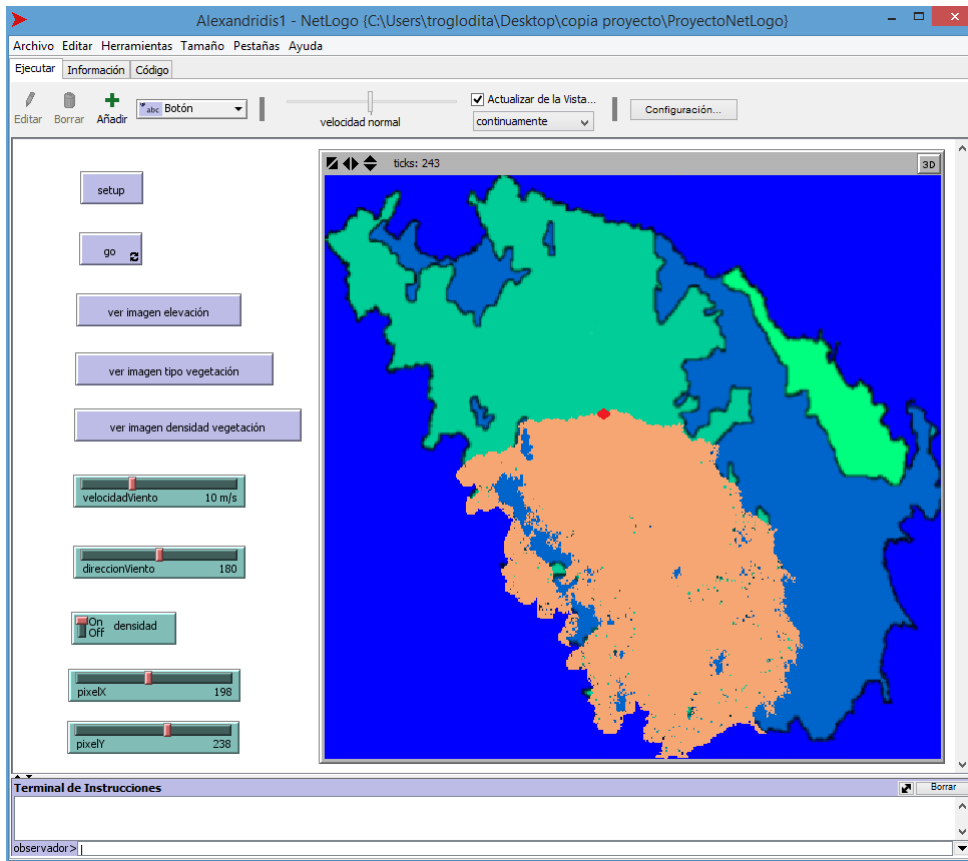 Alexandridis1 - NetLogo {C:\Users\troglodita\Desktop\copia proyecto\ProyectoNetLogo}
Archivo Editar Herramientas Tamaño Pestañas Ayuda
Ejecutar Información Código
Editar Borrar Añadir abc Botón velocidad normal Actualizar de la Vista... continuamente Configuración...
ticks: 243 3D
setup
go
ver imagen elevación
ver imagen tipo vegetación
ver imagen densidad vegetación
velocidadViento 10 m/s
direccionViento 180
On Off densidad
pixelX 198
pixelY 238
Terminal de Instrucciones Borrar
observador>